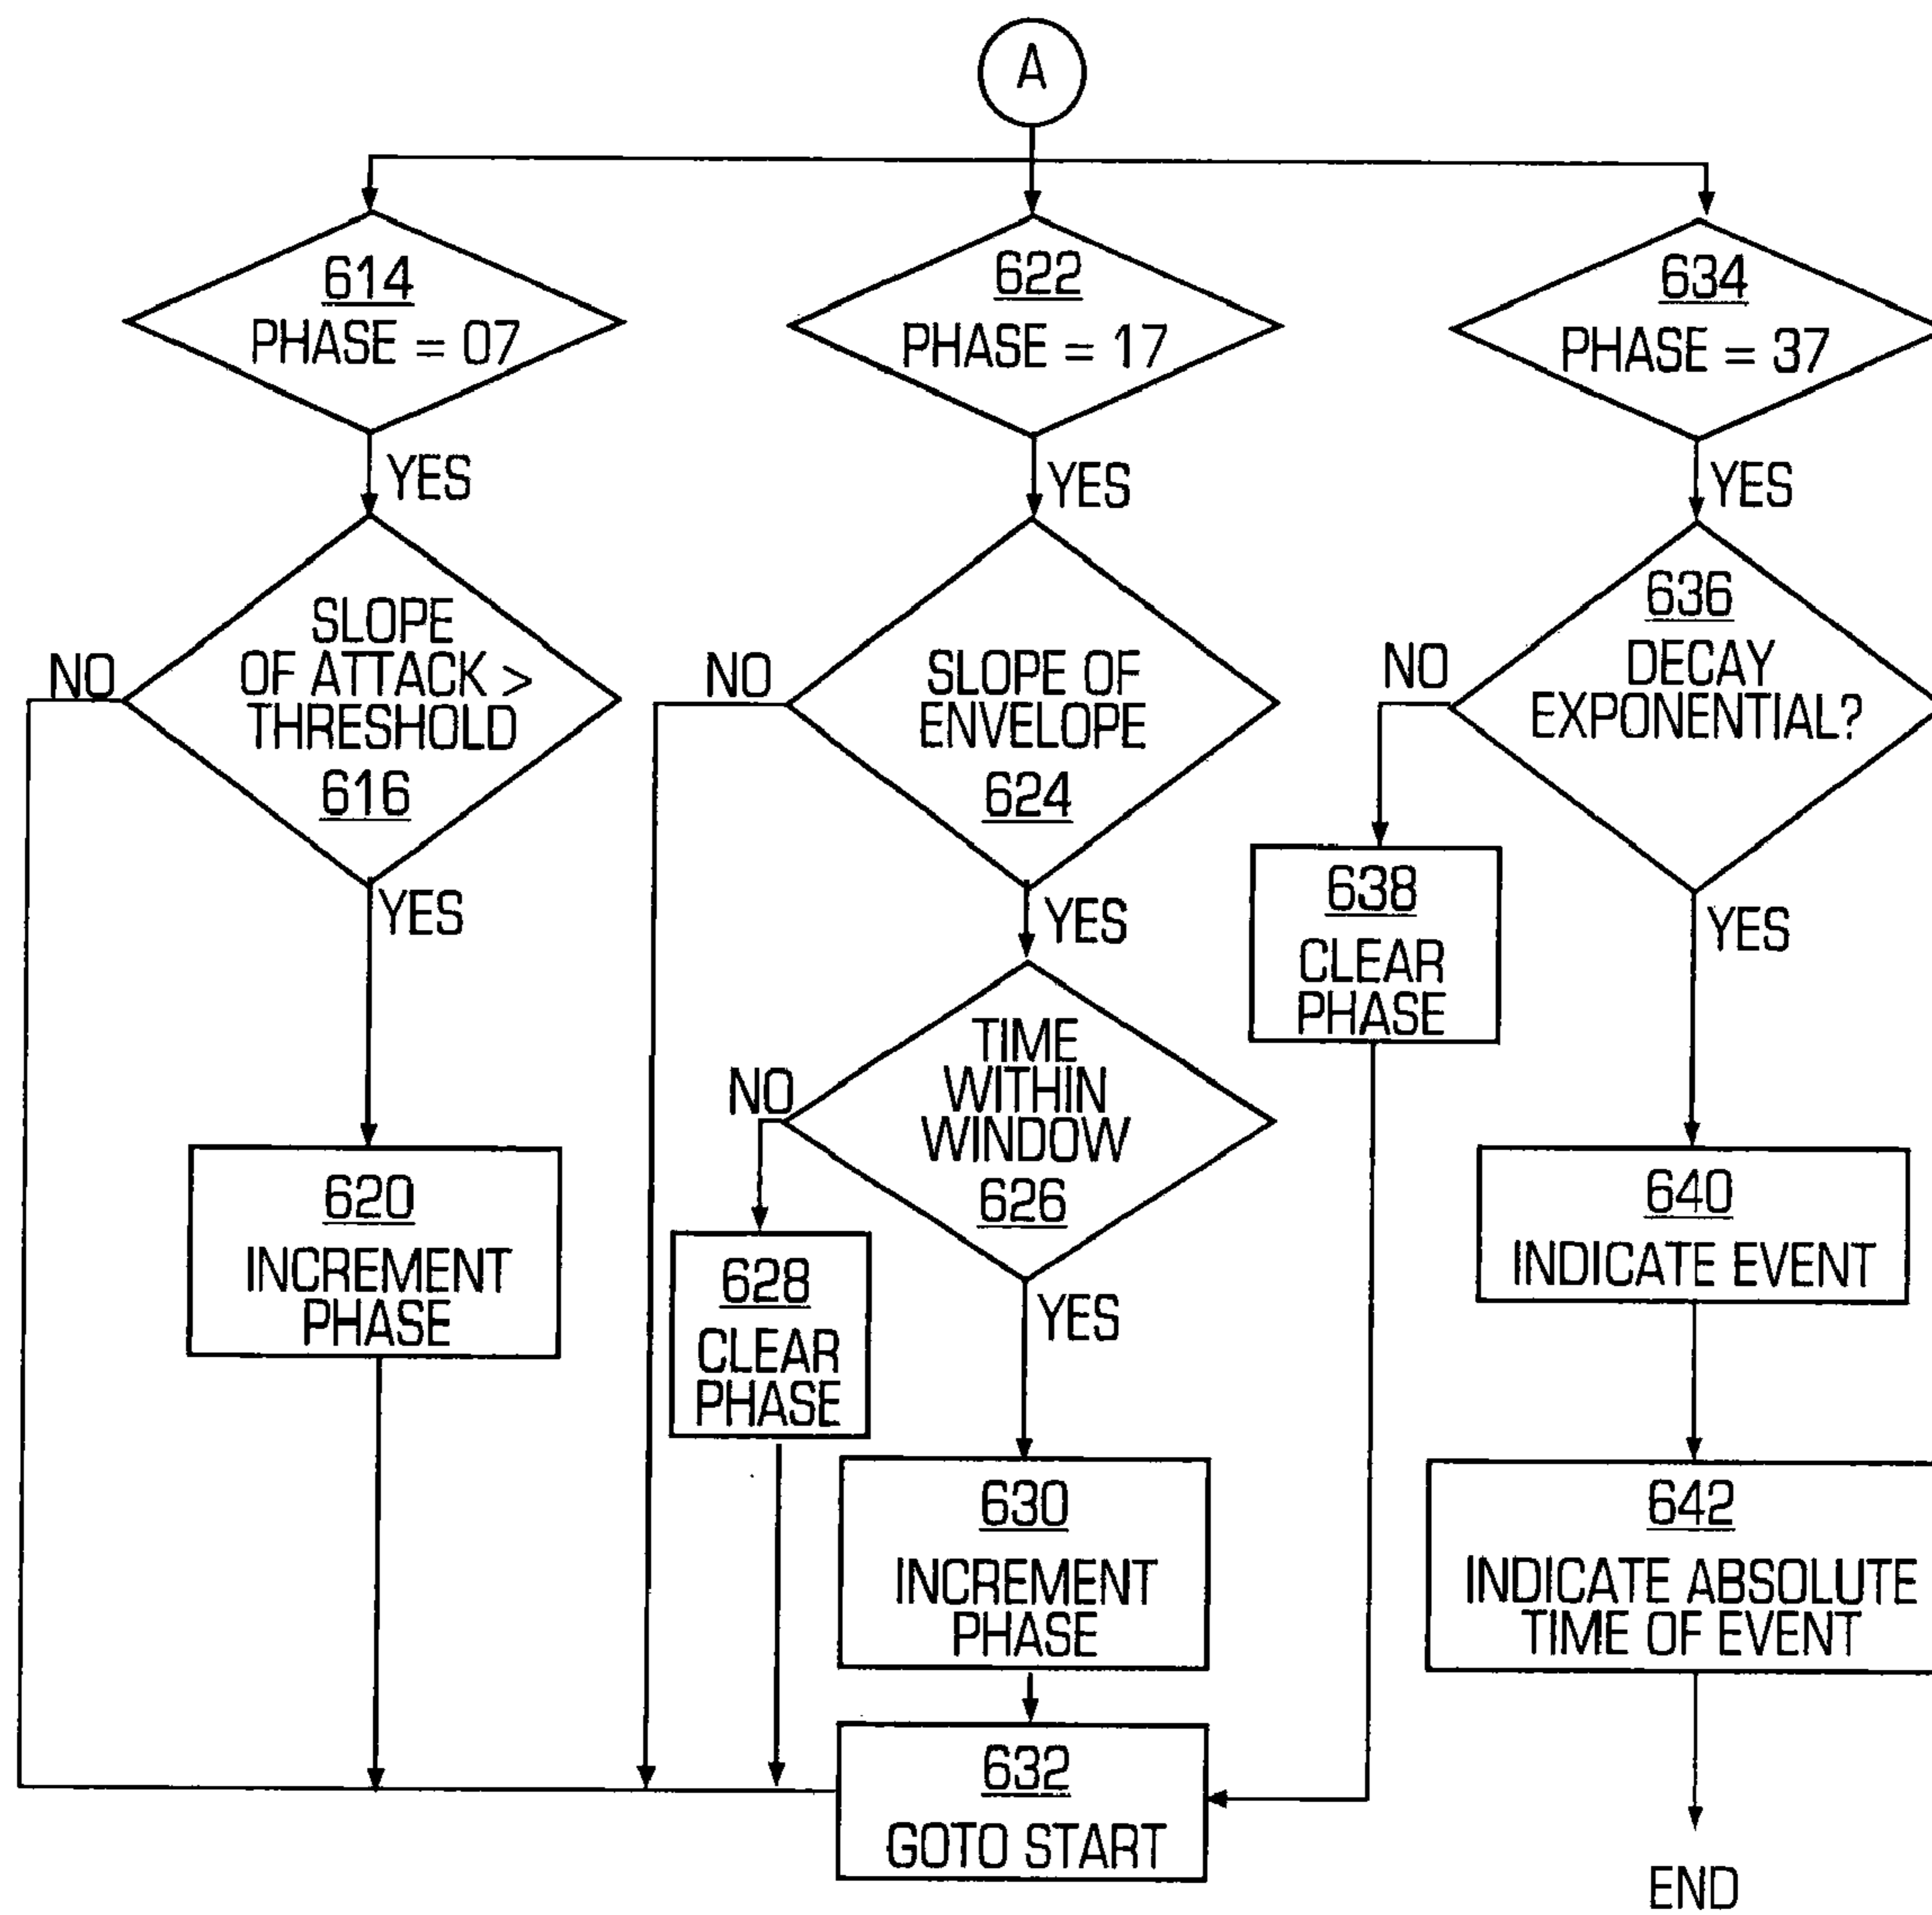 A
614
PHASE = 07
YES
SLOPE
OF ATTACK >
THRESHOLD
616
NO
YES
620
INCREMENT
PHASE
622
PHASE = 17
YES
SLOPE OF
ENVELOPE
624
NO
YES
TIME
WITHIN
WINDOW
626
NO
628
CLEAR
PHASE
YES
630
INCREMENT
PHASE
632
GOTO START
634
PHASE = 37
YES
636
DECAY
EXPONENTIAL?
NO
638
CLEAR
PHASE
YES
640
INDICATE EVENT
642
INDICATE ABSOLUTE
TIME OF EVENT
END